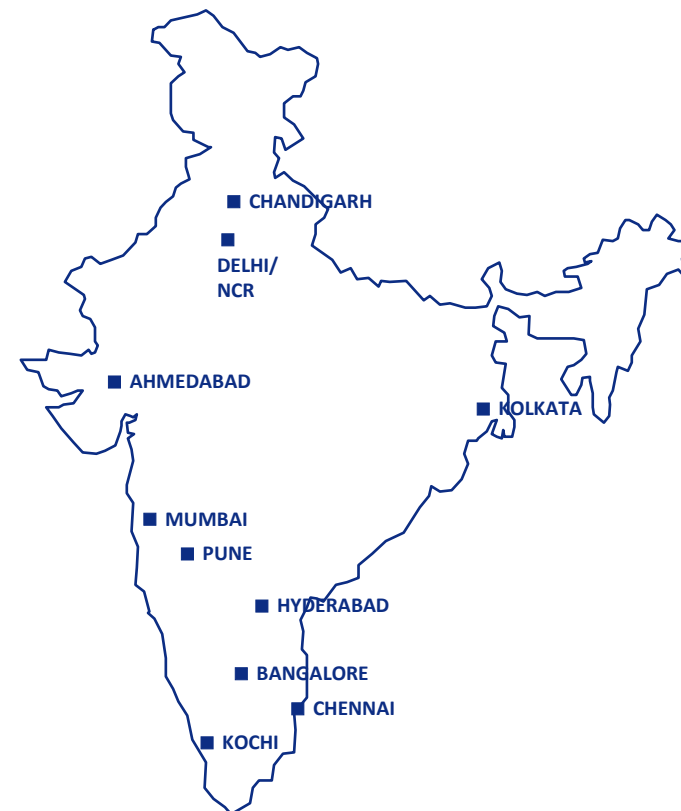 CHANDIGARH
DELHI/
NCR
AHMEDABAD
KOLKATA
MUMBAI
PUNE
HYDERABAD
BANGALORE
CHENNAI
KOCHI